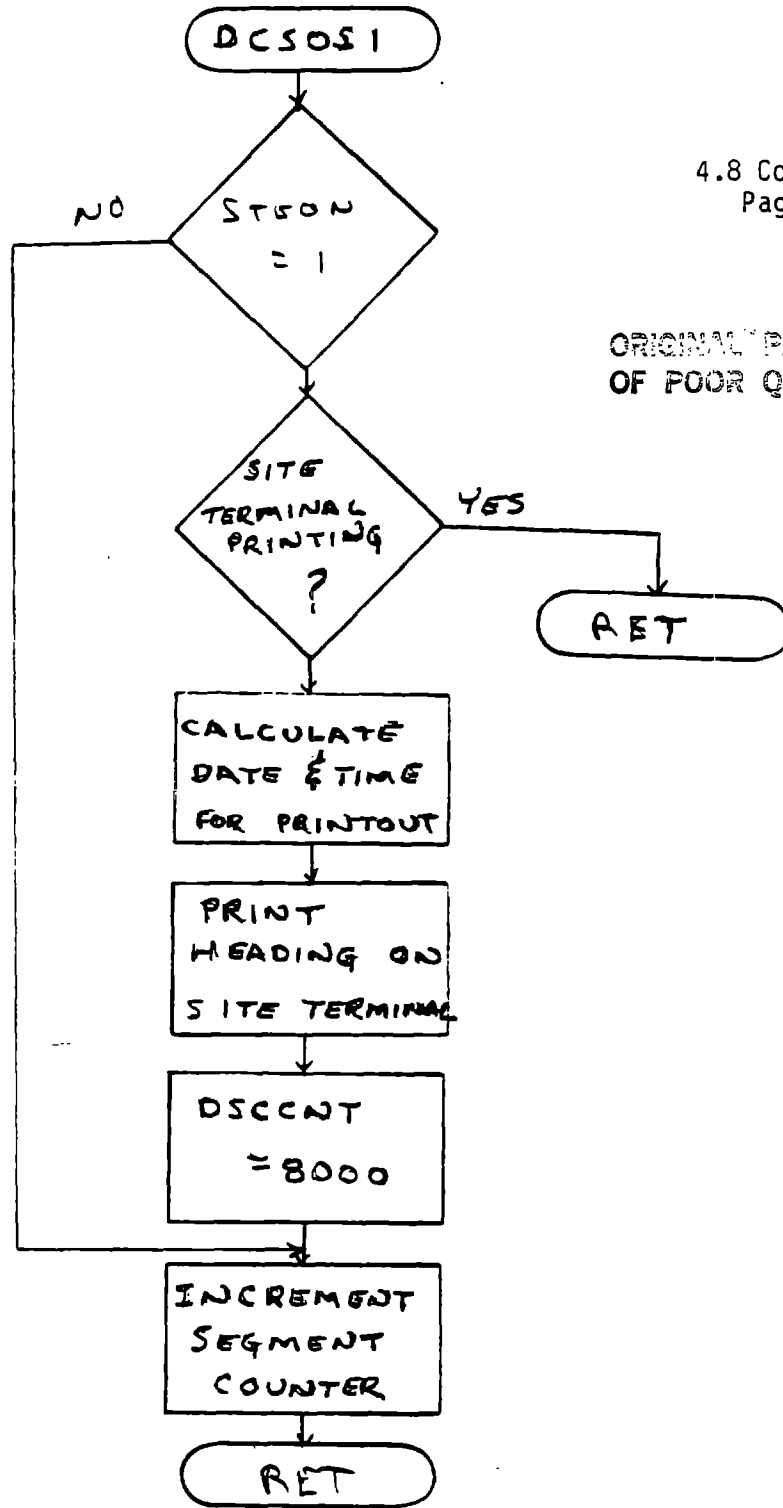 DCSOS1
4.8 Co
Pag
NO
STSON
= 1
ORIGINAL P
OF POOR Q
SITE
TERMINAL
PRINTING
?
YES
RET
CALCULATE
DATE & TIME
FOR PRINTOUT
PRINT
HEADING ON
SITE TERMINAL
DSCCNT
=8000
INCREMENT
SEGMENT
COUNTER
RET